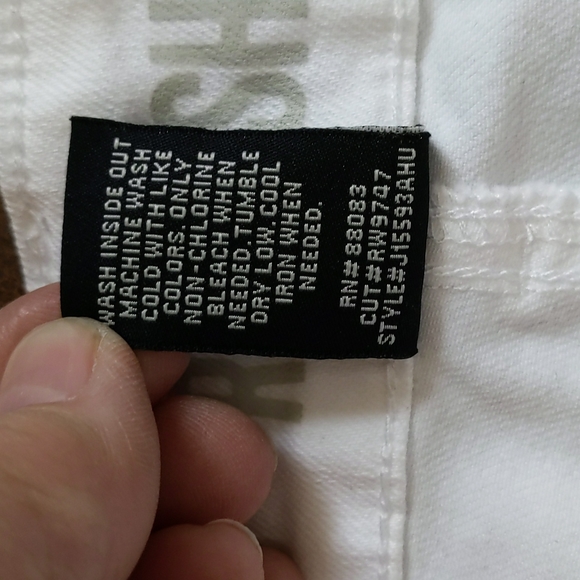 WASH INSIDE OUT
MACHINE WASH
COLD WITH LIKE
COLORS. ONLY
NON-CHLORINE
BLEACH WHEN
NEEDED. TUMBLE
DRY LOW. COOL
IRON WHEN
NEEDED.
RN# 88083
CUT#RW9747
STYLE#J15593AHU
SH